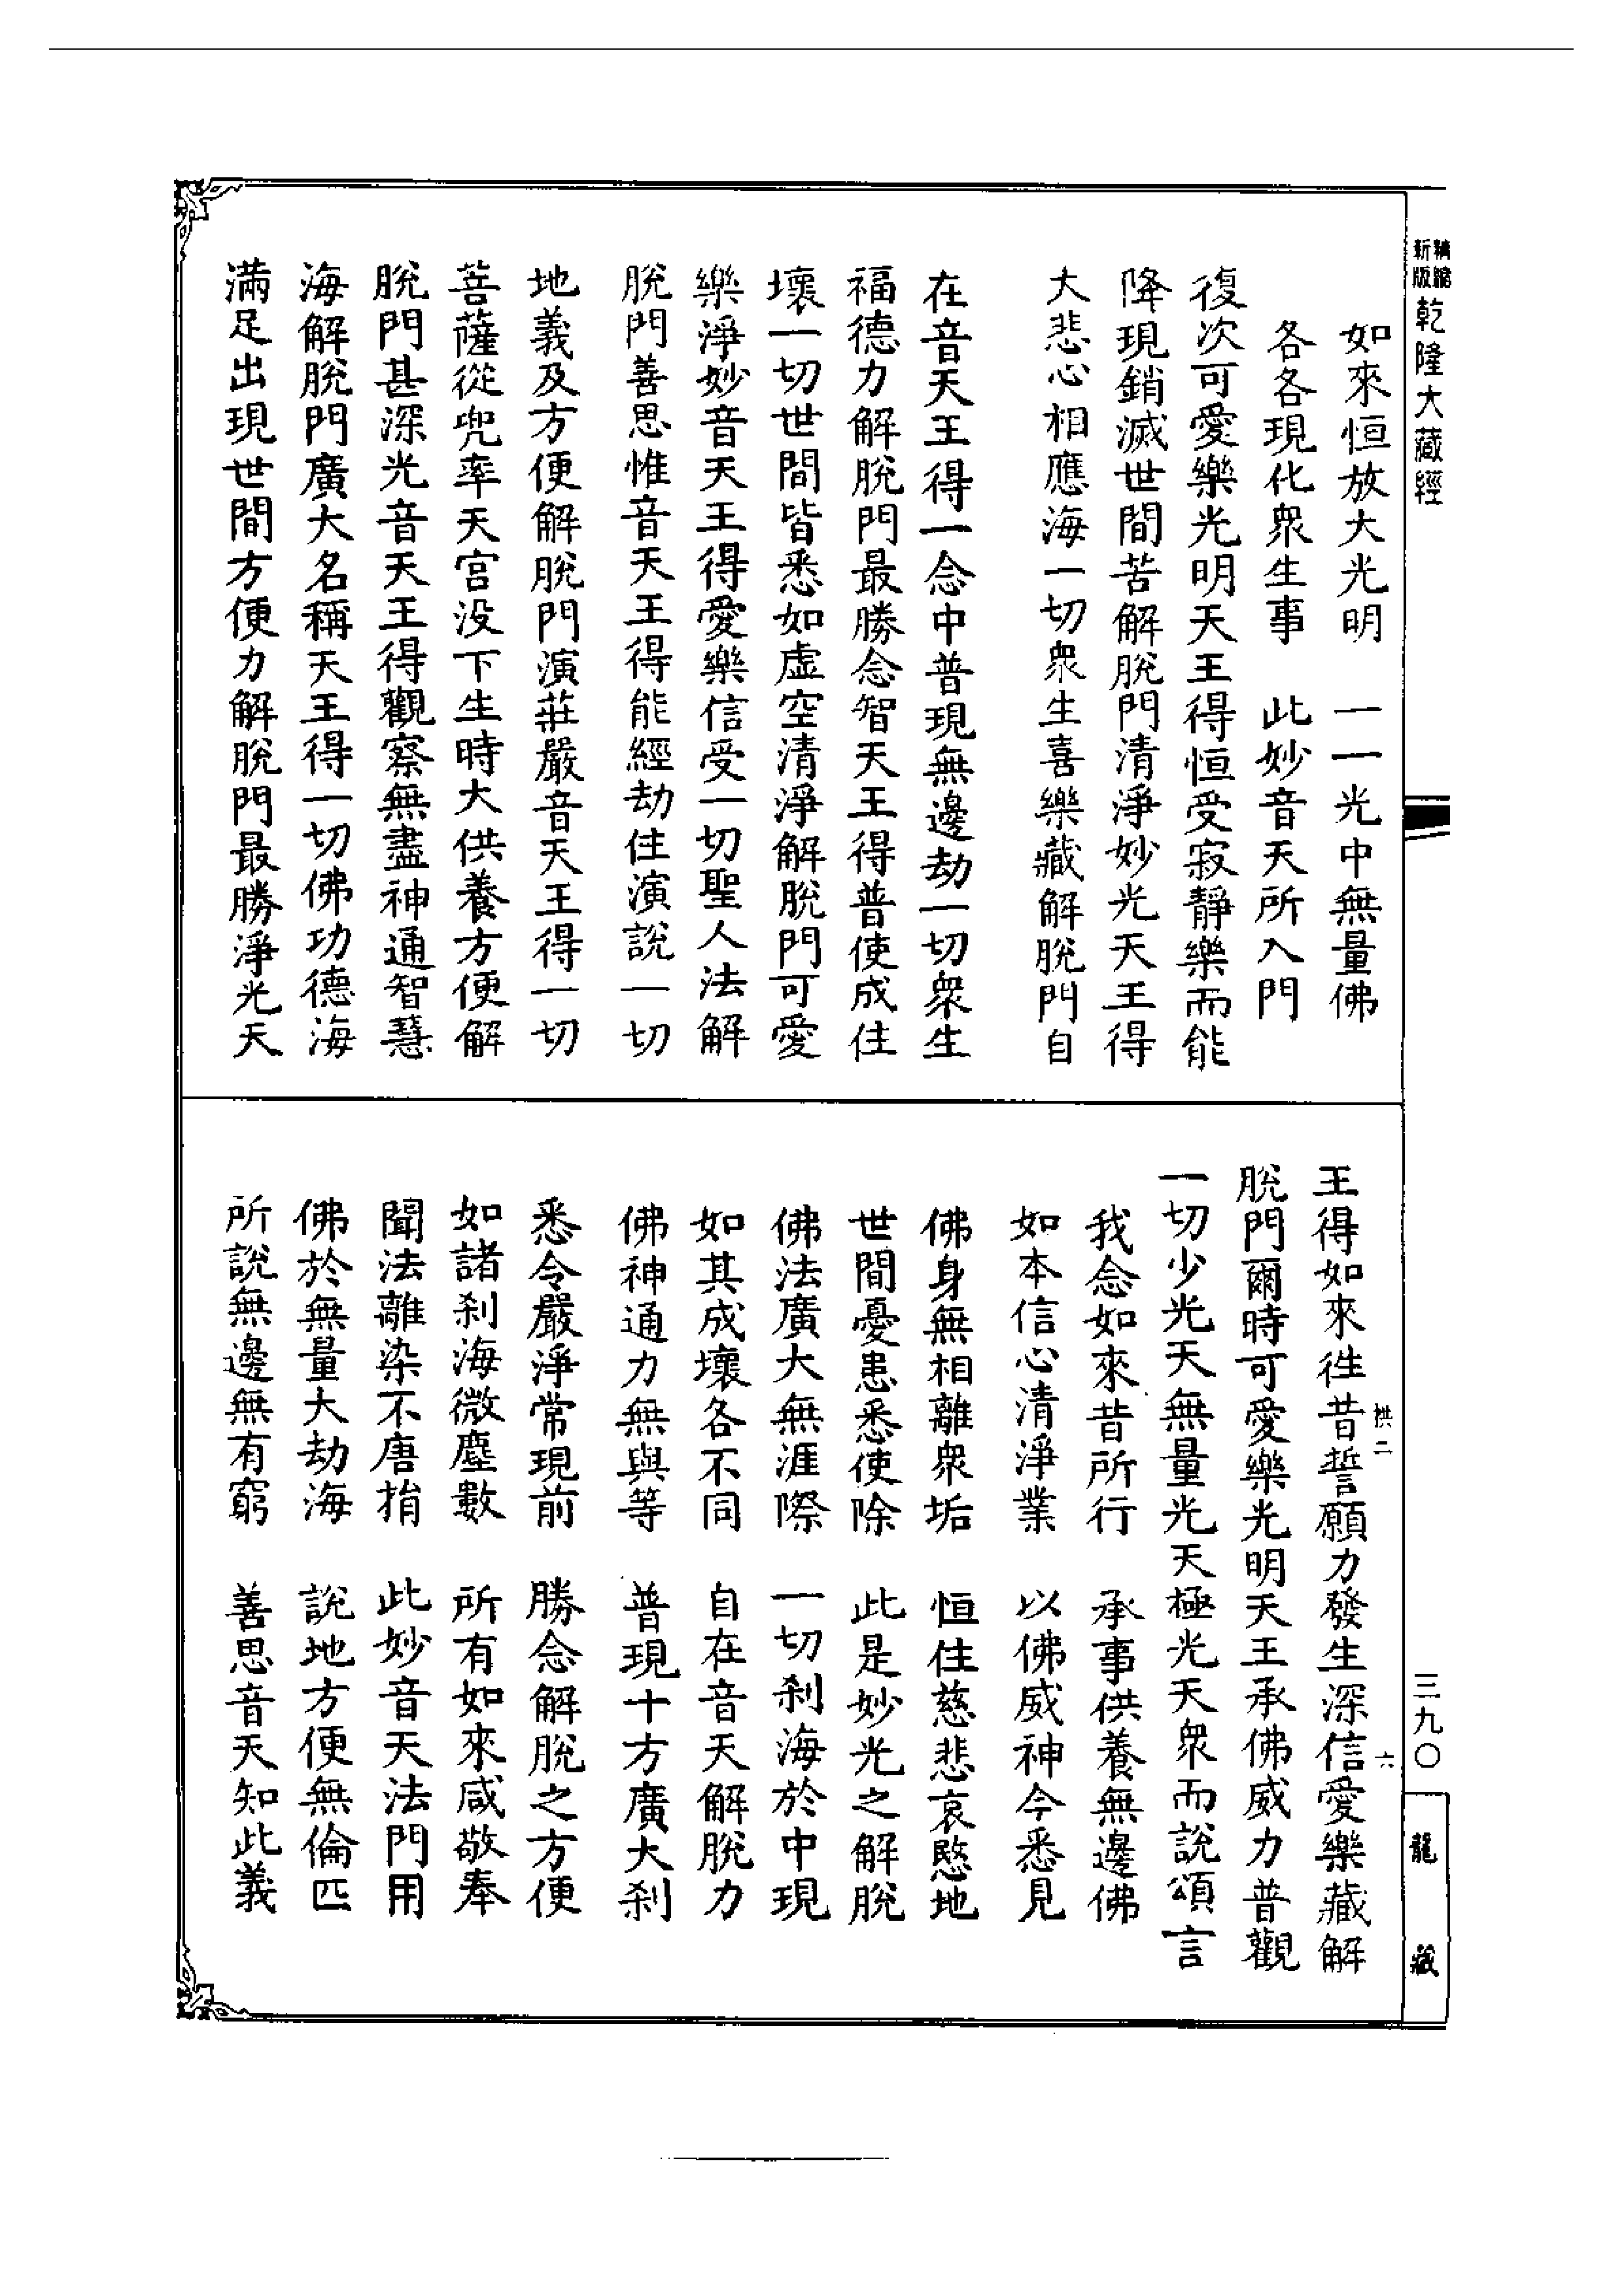 精縮新版乾隆大藏經
如來恒放大光明　一一光中無量佛
各各現化衆生事　此妙音天所入門
復次可愛樂光明天王得恒受寂靜樂而能
降現銷滅世間苦解脫門清淨妙光天王得
大悲心相應海一切衆生喜樂藏解脫門自
在音天王得一念中普現無邊劫一切衆生
福德力解脫門最勝念智天王得普使成住
壞一切世間皆悉如虛空清淨解脫門可愛
樂淨妙音天王得愛樂信受一切聖人法解
脫門善思惟音天王得能經劫住演說一切
地義及方便解脫門演莊嚴音天王得一切
菩薩從兜率天宮没下生時大供養方便解
脫門甚深光音天王得觀察無盡神通智慧
海解脫門廣大名稱天王得一切佛功德海
滿足出現世間方便力解脫門最勝淨光天
王得如來往昔誓願力發生深信愛樂藏解
脫門爾時可愛樂光明天王承佛威力普觀
一切少光天無量光天極光天衆而說頌言
我念如來昔所行　承事供養無邊佛
如本信心清淨業　以佛威神今悉見
佛身無相離衆垢　恒住慈悲哀愍地
世間憂患悉使除　此是妙光之解脫
佛法廣大無涯際　一切刹海於中現
如其成壞各不同　自在音天解脫力
佛神通力無與等　普現十方廣大刹
悉令嚴淨常現前　勝念解脫之方便
如諸刹海微塵數　所有如來咸敬奉
聞法離染不唐捐　此妙音天法門用
佛於無量大劫海　說地方便無倫匹
所說無邊無有窮　善思音天知此義
拱二
六
三九〇
龍藏